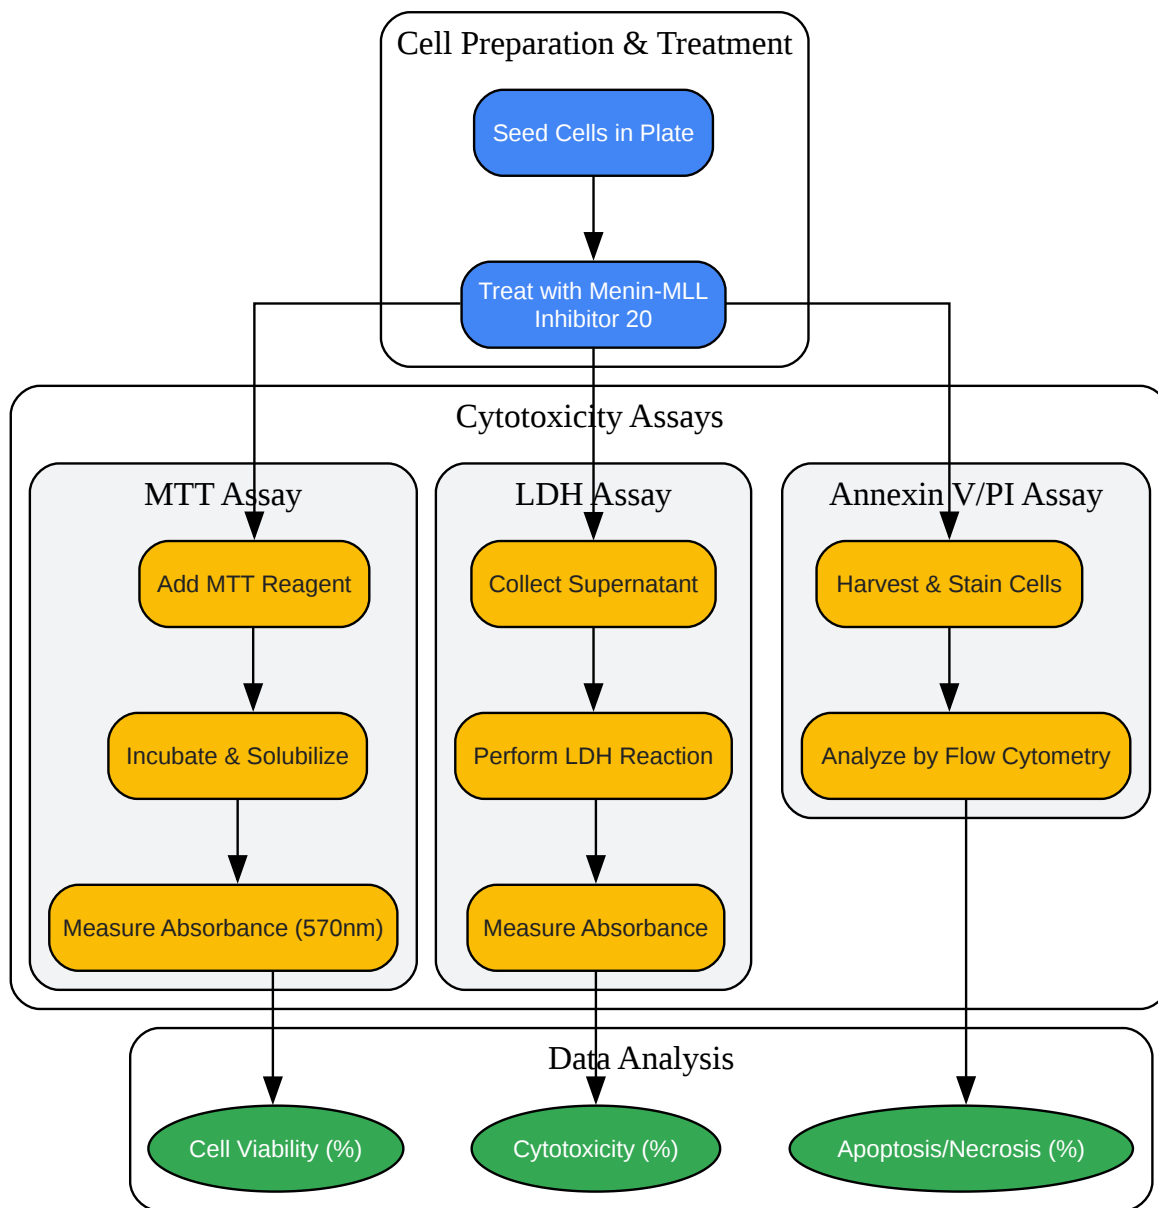 Cell Preparation & Treatment
Seed Cells in Plate
Treat with Menin-MLL
Inhibitor 20
Cytotoxicity Assays
MTT Assay
LDH Assay
Annexin V/PI Assay
Add MTT Reagent
Collect Supernatant
Harvest & Stain Cells
Incubate & Solubilize
Perform LDH Reaction
Analyze by Flow Cytometry
Measure Absorbance (570nm)
Measure Absorbance
Data Analysis
Cell Viability (%)
Cytotoxicity (%)
Apoptosis/Necrosis (%)